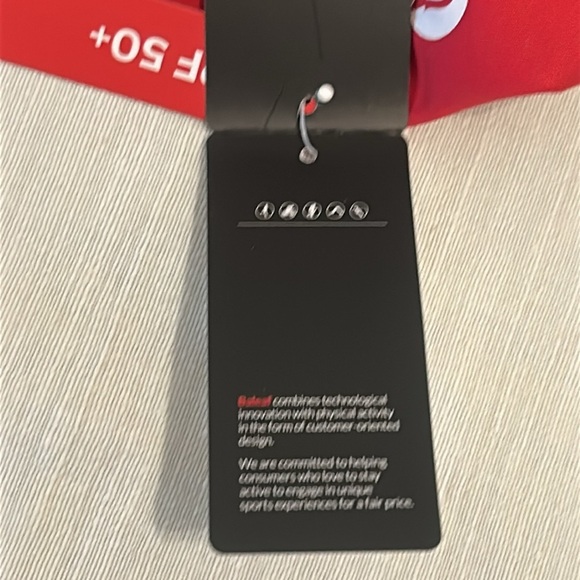 UPF 50+
Baleaf combines technological
innovation with physical activity
in the form of customer-oriented
design.
We are committed to helping
consumers who love to stay
active to engage in unique
sports experiences for a fair price.